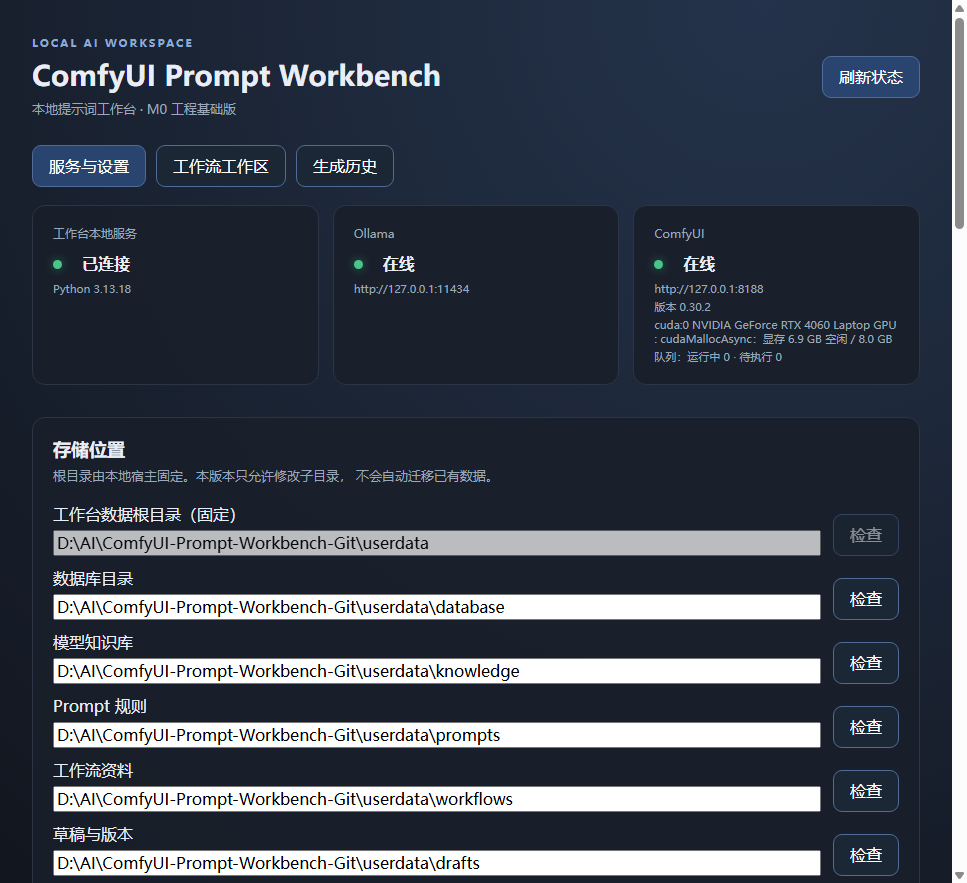 LOCAL AI WORKSPACE
ComfyUI Prompt Workbench
本地提示词工作台 · M0 工程基础版
刷新状态
服务与设置
工作流工作区
生成历史
工作台本地服务
已连接
Python 3.13.18
Ollama
在线
http://127.0.0.1:11434
ComfyUI
在线
http://127.0.0.1:8188
版本 0.30.2
cuda:0 NVIDIA GeForce RTX 4060 Laptop GPU
: cudaMallocAsync：显存 6.9 GB 空闲 / 8.0 GB
队列：运行中 0 · 待执行 0
存储位置
根目录由本地宿主固定。本版本只允许修改子目录， 不会自动迁移已有数据。
工作台数据根目录（固定）
D:\AI\ComfyUI-Prompt-Workbench-Git\userdata
检查
数据库目录
D:\AI\ComfyUI-Prompt-Workbench-Git\userdata\database
检查
模型知识库
D:\AI\ComfyUI-Prompt-Workbench-Git\userdata\knowledge
检查
Prompt 规则
D:\AI\ComfyUI-Prompt-Workbench-Git\userdata\prompts
检查
工作流资料
D:\AI\ComfyUI-Prompt-Workbench-Git\userdata\workflows
检查
草稿与版本
D:\AI\ComfyUI-Prompt-Workbench-Git\userdata\drafts
检查